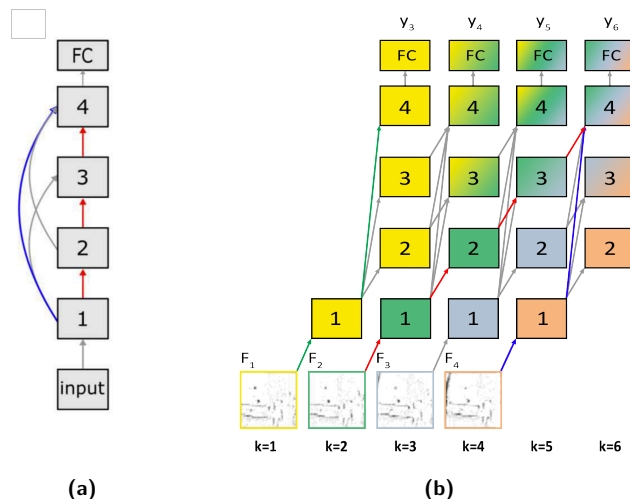 y3 y4 y5 y6
FC FC FC FC FC
4 4 4 4 4
3 3 3 3 3
2 2 2 2 2
1 1 1 1 1
F1 F2 F3 F4
input
k=1 k=2 k=3 k=4 k=5 k=6
(a) (b)